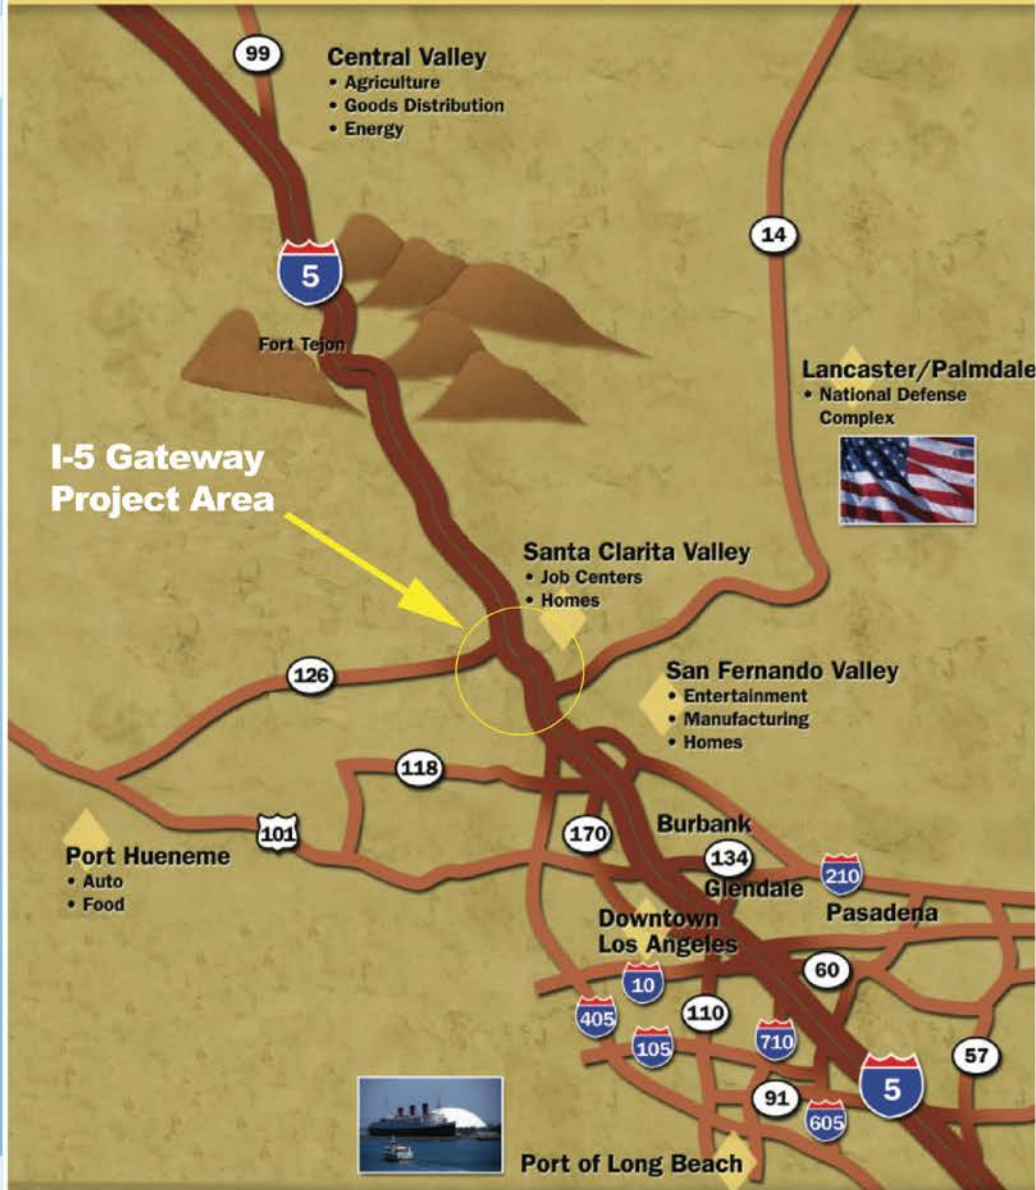 99
Central Valley
• Agriculture
• Goods Distribution
• Energy
14
5
Fort Tejon
Lancaster/Palmdale
• National Defense
Complex
I-5 Gateway
Project Area
Santa Clarita Valley
• Job Centers
• Homes
126
San Fernando Valley
• Entertainment
• Manufacturing
• Homes
118
101
170
Burbank
134
210
Port Hueneme
• Auto
• Food
Glendale
Pasadena
Downtown
Los Angeles
60
10
405
110
105
710
57
5
91
605
Port of Long Beach